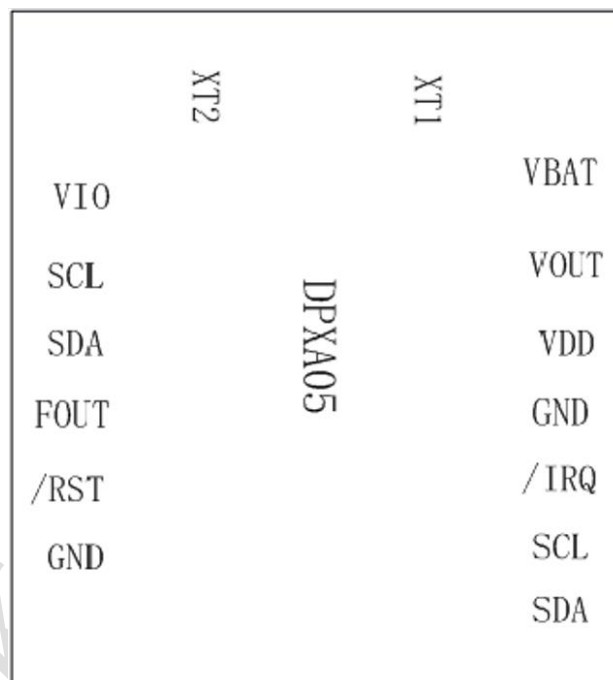 XT2
XT1
VIO
SCL
SDA
FOUT
/RST
GND
DPXA05
VBAT
VOUT
VDD
GND
/IRQ
SCL
SDA